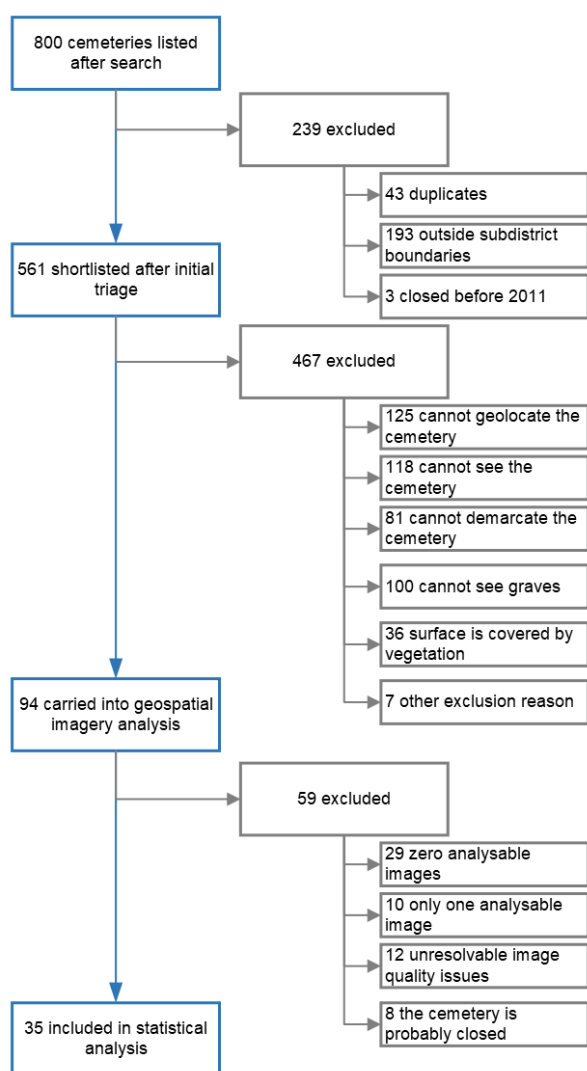 800 cemeteries listed
after search
239 excluded
43 duplicates
193 outside subdistrict
boundaries
3 closed before 2011
561 shortlisted after initial
triage
467 excluded
125 cannot geolocate the
cemetery
118 cannot see the
cemetery
81 cannot demarcate the
cemetery
100 cannot see graves
36 surface is covered by
vegetation
7 other exclusion reason
94 carried into geospatial
imagery analysis
59 excluded
29 zero analysable
images
10 only one analysable
image
12 unresolvable image
quality issues
8 the cemetery is
probably closed
35 included in statistical
analysis